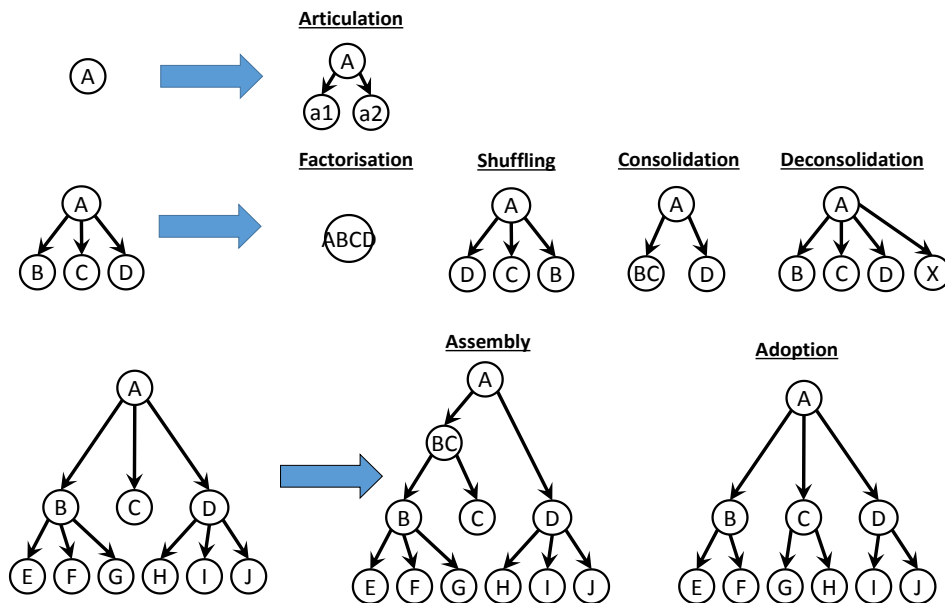 Articulation
A
A
a1 a2
Factorisation Shuffling Consolidation Deconsolidation
A
ABCD
A
A
A
B C D
D C B
BC D
B C D X
Assembly
Adoption
A
A
A
BC
B C D
B C D
B C D
E F G H I J
E F G H I J
E F G H I J